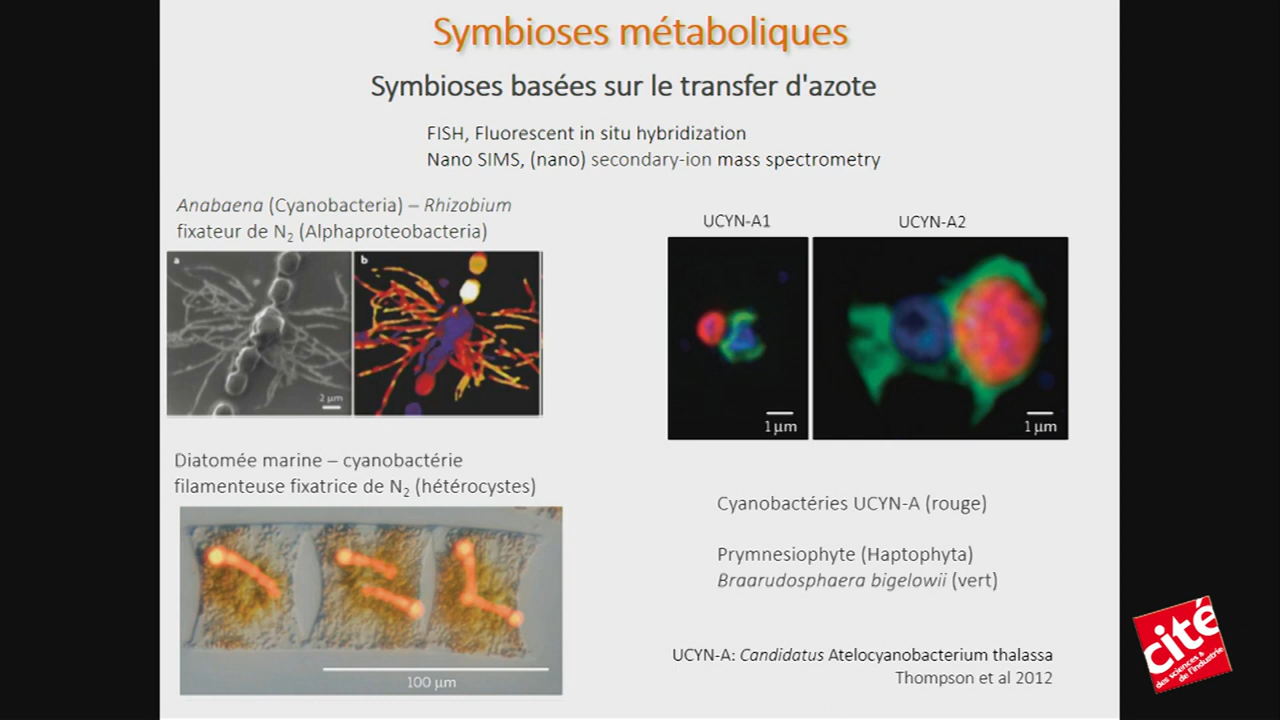 Symbioses métaboliques
Symbioses basées sur le transfer d'azote
FISH, Fluorescent in situ hybridization
Nano SIMS, (nano) secondary-ion mass spectrometry
Anabaena (Cyanobacteria) – Rhizobium
fixateur de N2 (Alphaproteobacteria)
a
b
2 µm
Diatomée marine – cyanobactérie
filamenteuse fixatrice de N2 (hétérocystes)
100 µm
UCYN-A1
UCYN-A2
1 µm
1 µm
Cyanobactéries UCYN-A (rouge)
Prymnesiophyte (Haptophyta)
Braarudosphaera bigelowii (vert)
UCYN-A: Candidatus Atelocyanobacterium thalassa
Thompson et al 2012
cité
des sciences &
de l'industrie